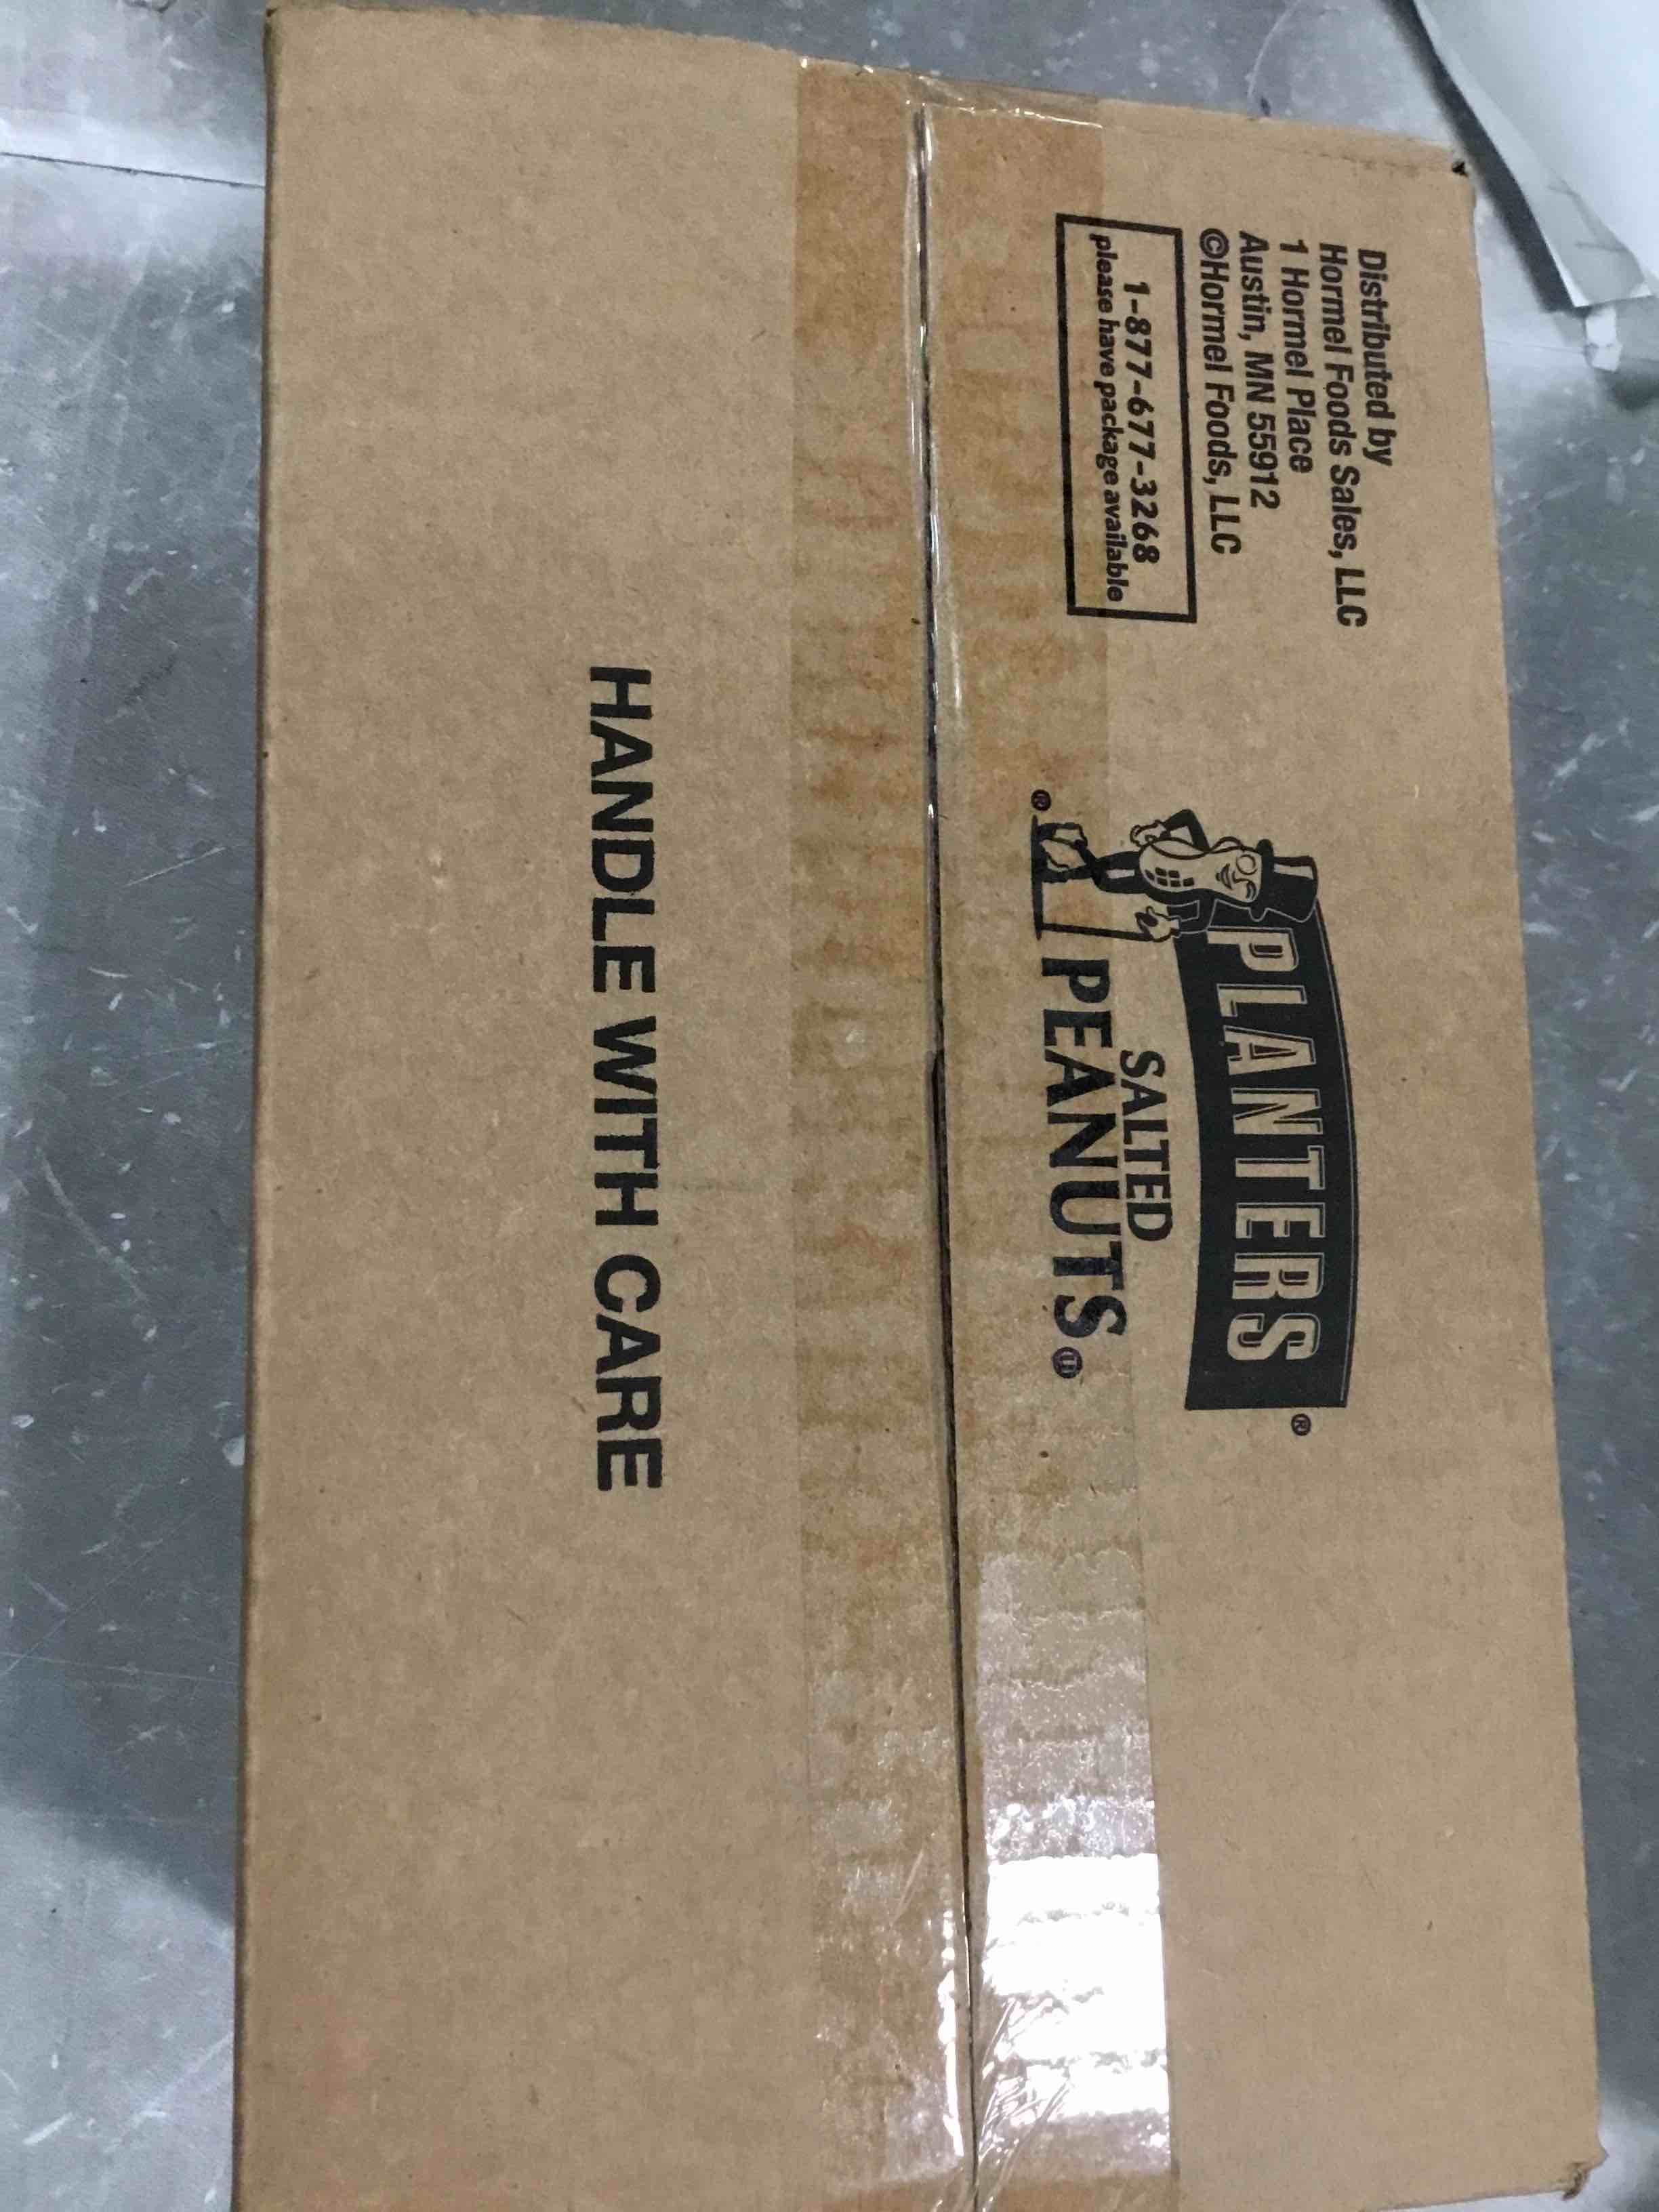 Distributed by
Hormel Foods Sales, LLC
1 Hormel Place
Austin, MN 55912
©Hormel Foods, LLC
1-877-677-3268
please have package available
PLANTERS®
SALTED
® PEANUTS Ⓤ
HANDLE WITH CARE